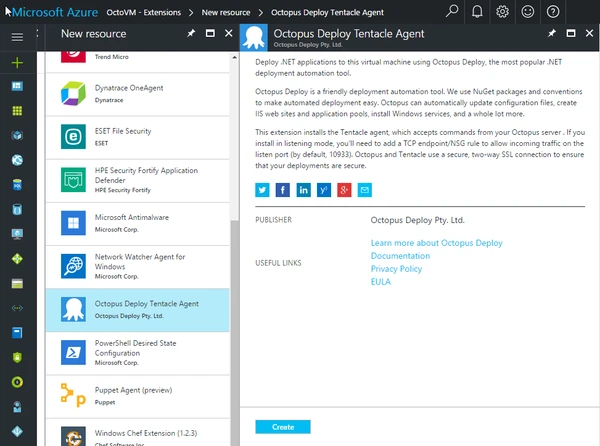 Microsoft Azure OctoVM - Extensions > New resource > Octopus Deploy Tentacle Agent
New resource
Trend Micro
Dynatrace OneAgent
Dynatrace
ESET File Security
ESET
HPE Security Fortify Application
Defender
HPE Security Fortify
Microsoft Antimalware
Microsoft Corp.
Network Watcher Agent for
Windows
Microsoft Corp.
Octopus Deploy Tentacle Agent
Octopus Deploy Pty. Ltd.
PowerShell Desired State
Configuration
Microsoft Corp.
Puppet Agent (preview)
Puppet
Windows Chef Extension (1.2.3)
Chef Software Inc.
Octopus Deploy Tentacle Agent
Octopus Deploy Pty. Ltd.
Deploy .NET applications to this virtual machine using Octopus Deploy, the most popular .NET
deployment automation tool.
Octopus Deploy is a friendly deployment automation tool. We use NuGet packages and conventions
to make automated deployment easy. Octopus can automatically update configuration files, create
IIS web sites and application pools, install Windows services, and a whole lot more.
This extension installs the Tentacle agent, which accepts commands from your Octopus server . If you
install in listening mode, you'll need to add a TCP endpoint/NSG rule to allow incoming traffic on the
listen port (by default, 10933). Octopus and Tentacle use a secure, two-way SSL connection to ensure
that your deployments are secure.
PUBLISHER
Octopus Deploy Pty. Ltd.
USEFUL LINKS
Learn more about Octopus Deploy
Documentation
Privacy Policy
EULA
Create